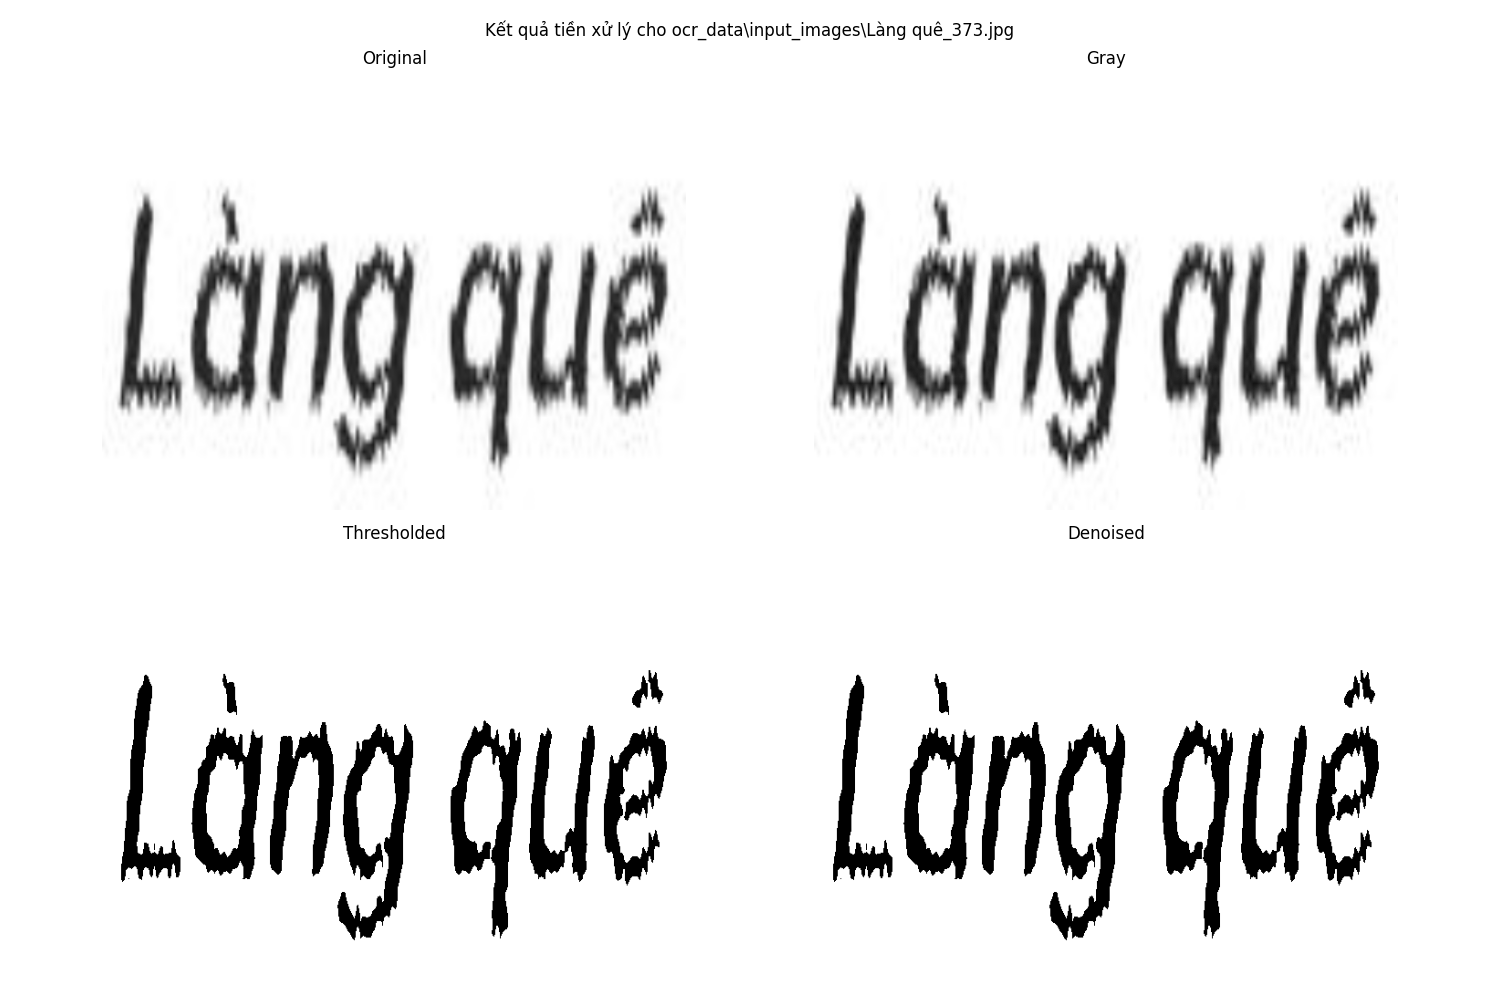 Kết quả tiền xử lý cho ocr_data\input_images\Làng quê_373.jpg
Original
Gray
Làng quê
Làng quê
Thresholded
Denoised
Làng quê
Làng quê